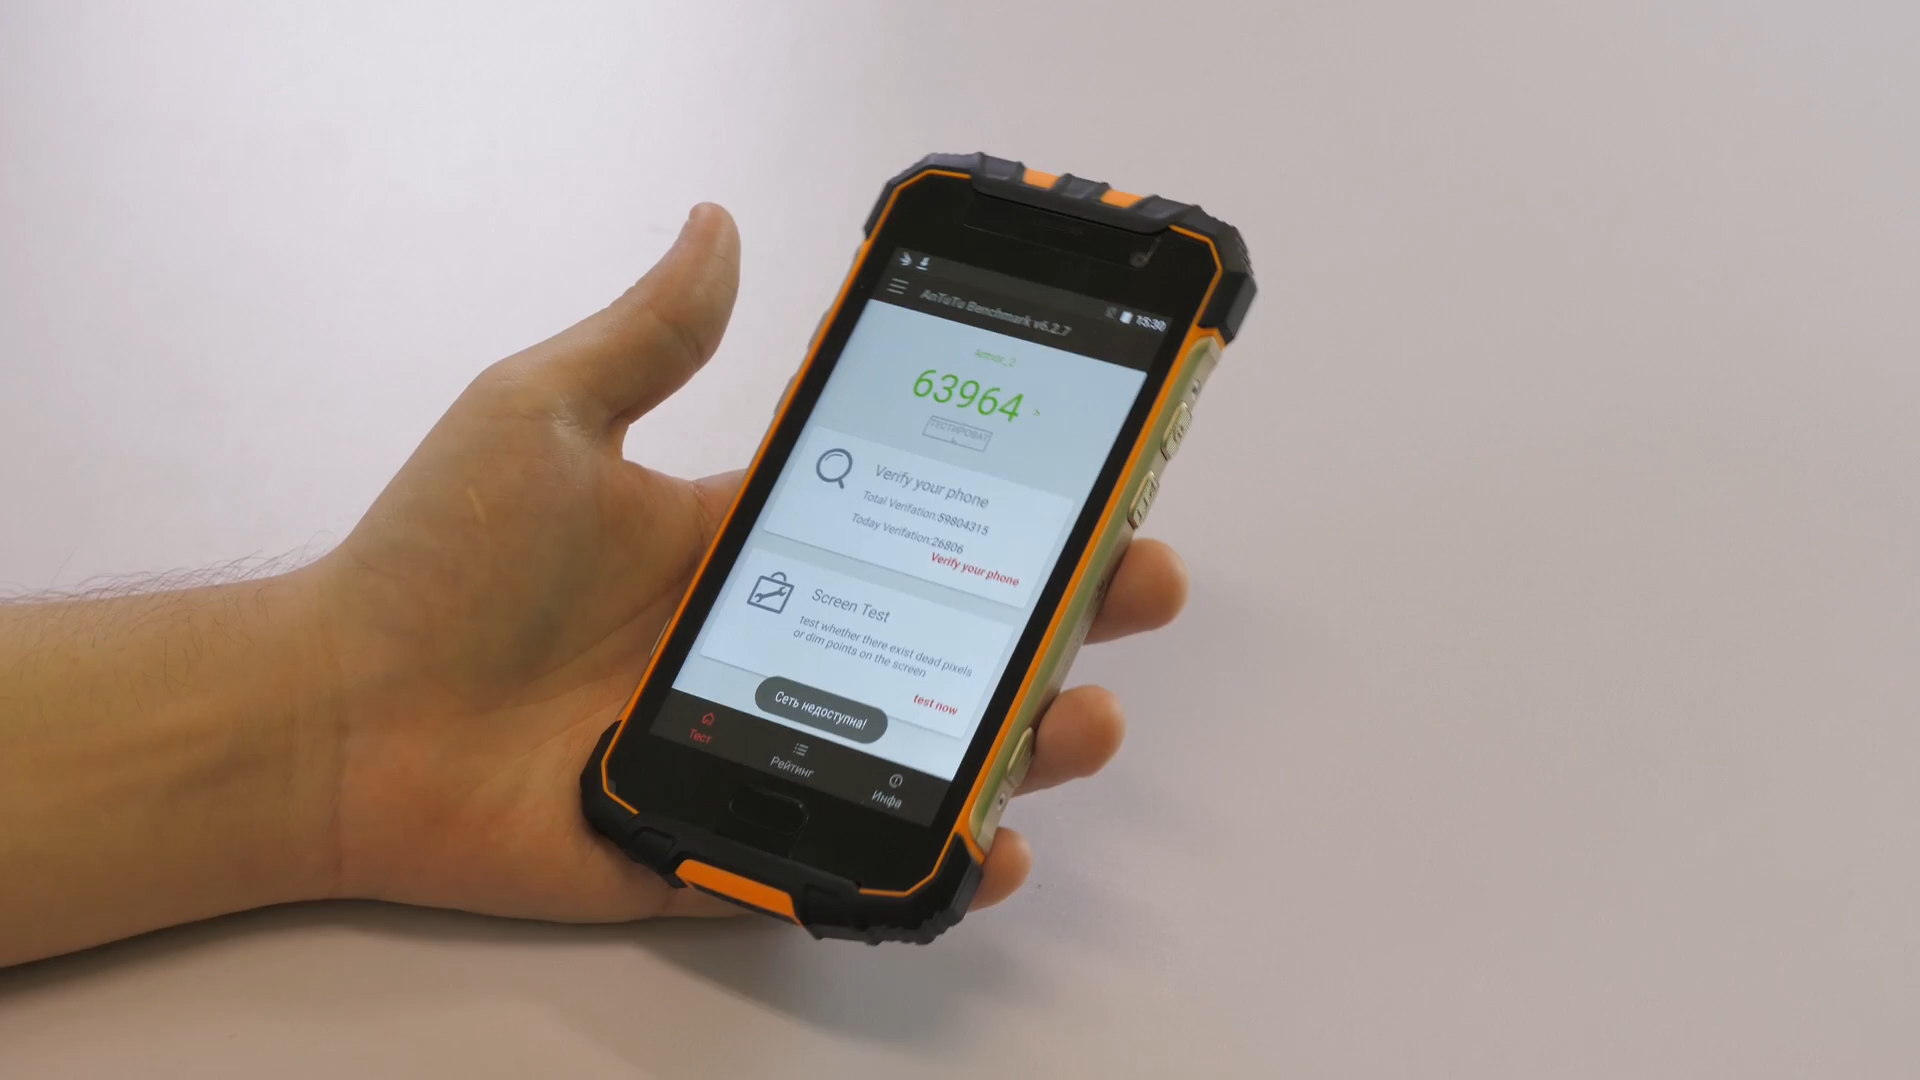 15:30
AnTuTu Benchmark v6.2.7
Armor_2
63964 >
ТЕСТИРОВАТ
Ь
Verify your phone
Total Verifation:59804315
Today Verifation:26806
Verify your phone
Screen Test
test whether there exist dead pixels
or dim points on the screen
test now
Сеть недоступна!
Тест
Рейтинг
Инфа